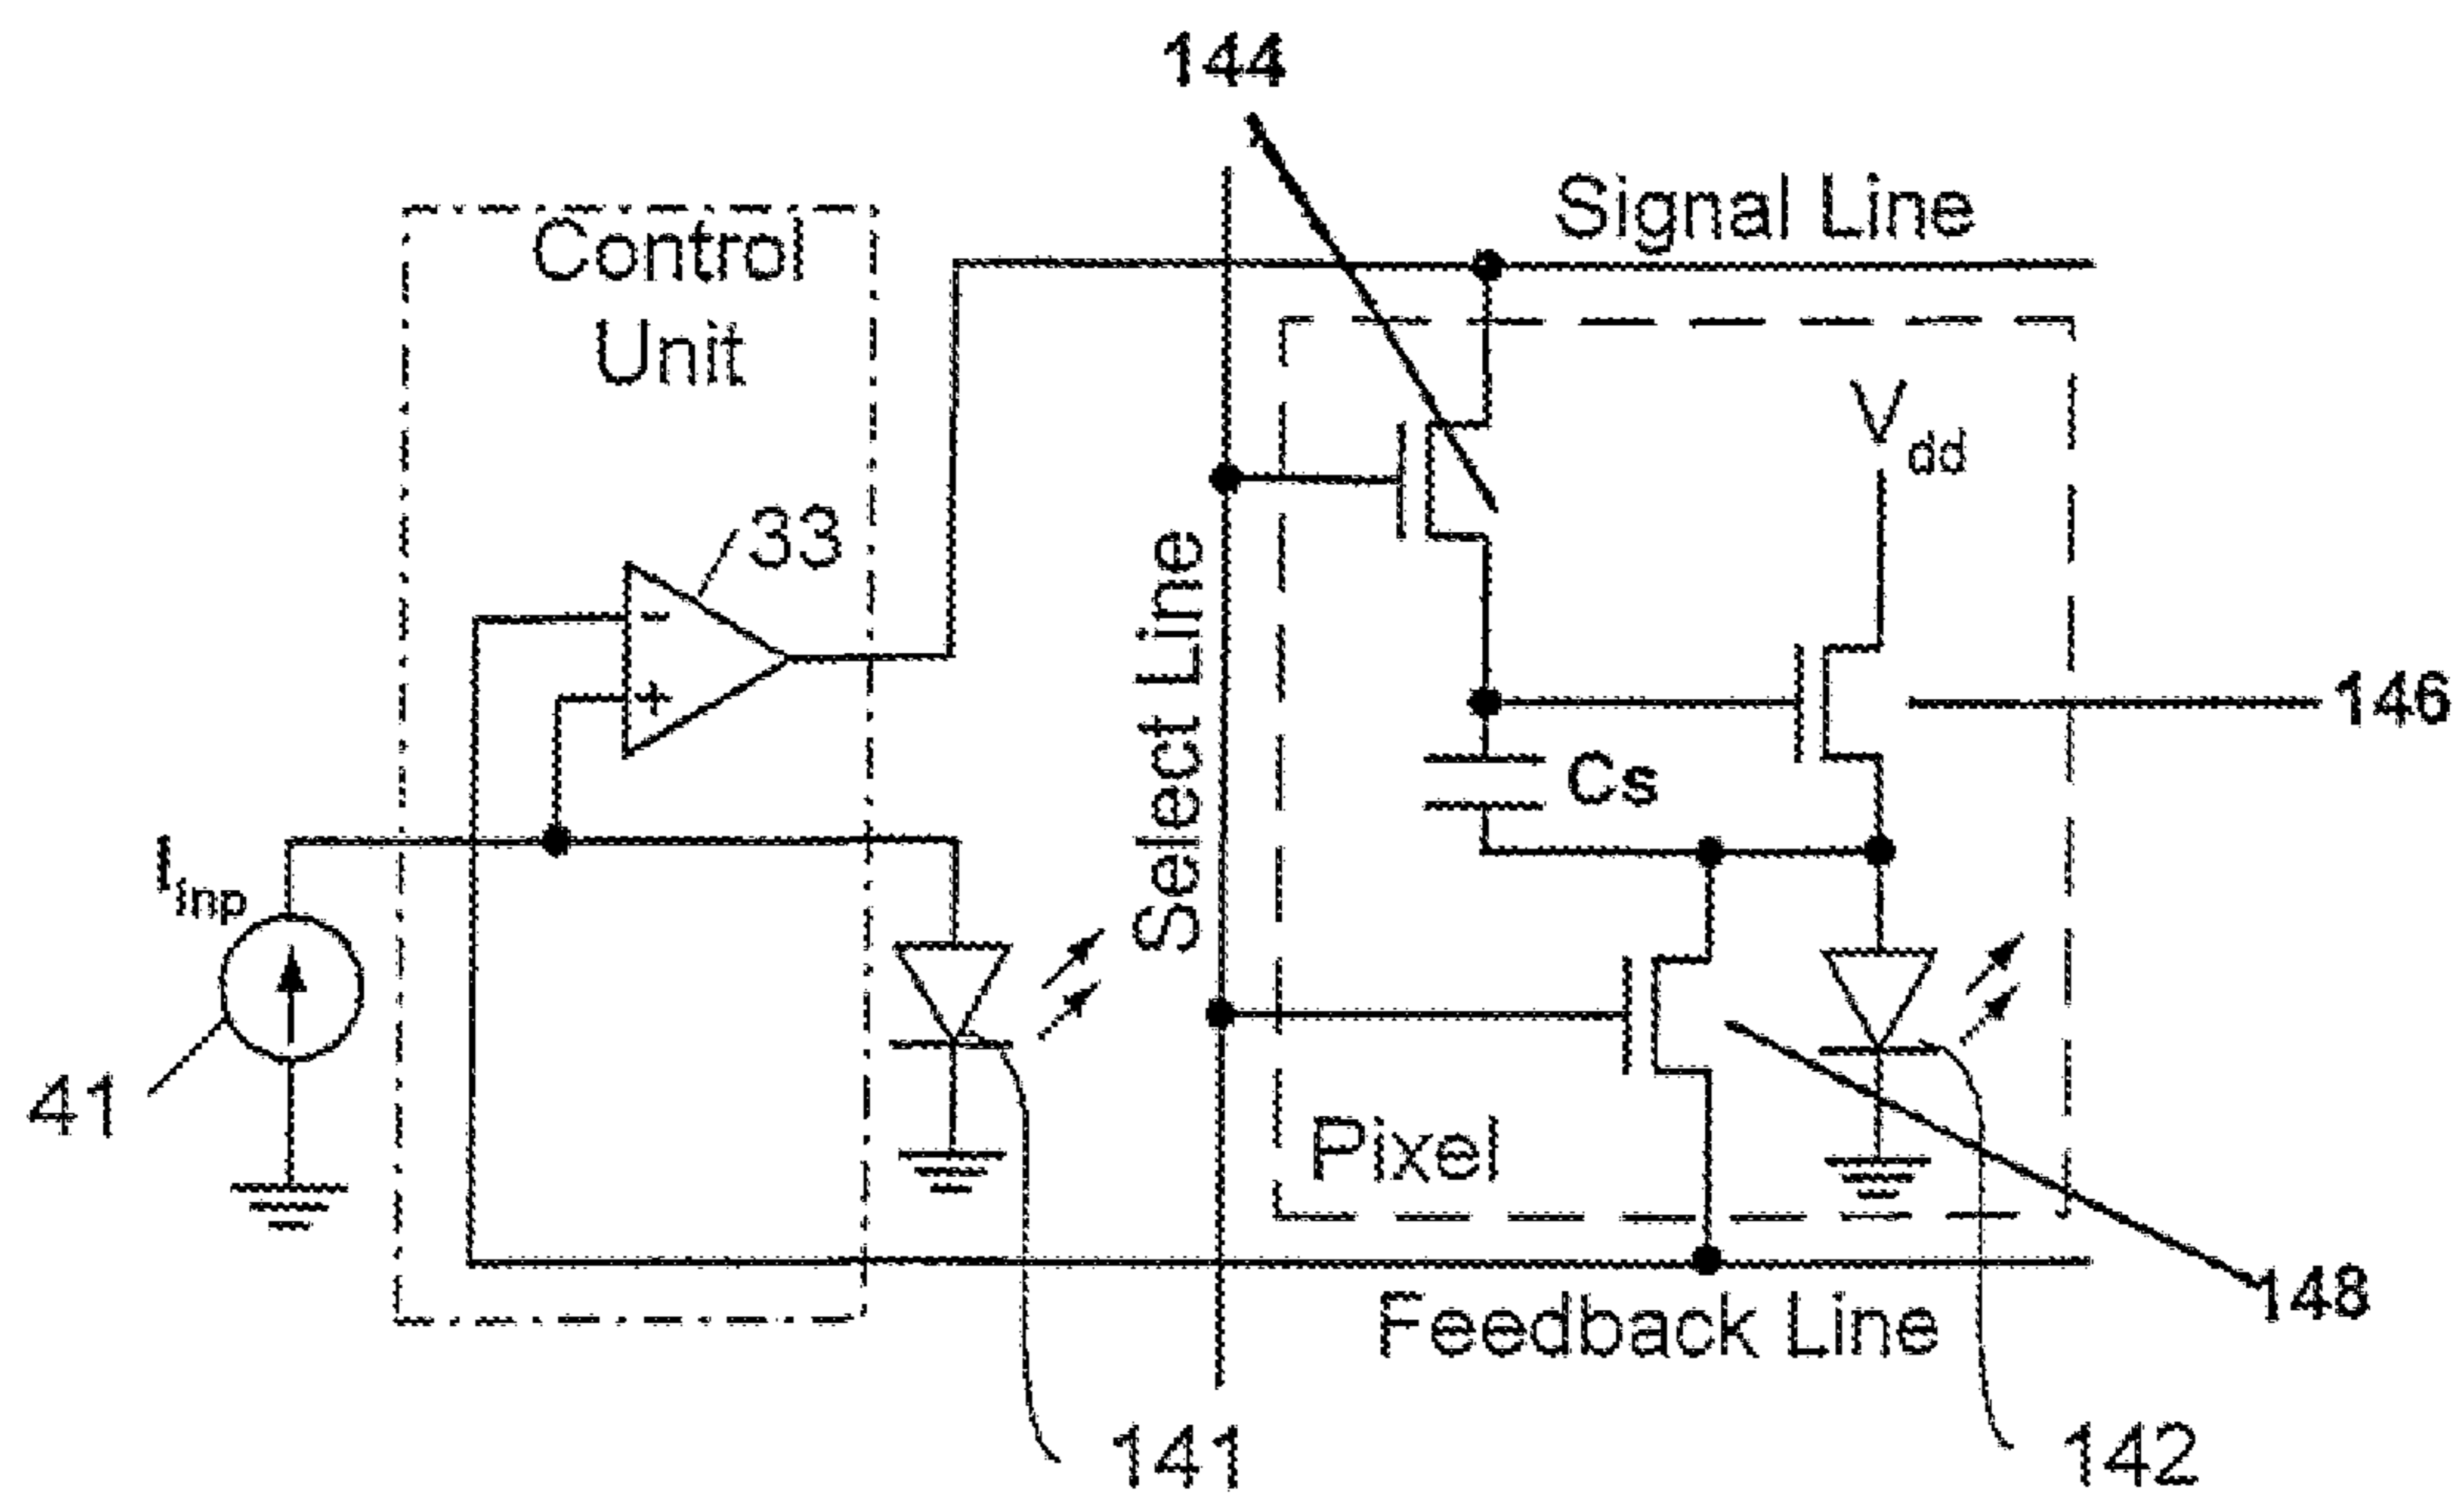 144
Signal Line
Control
Unit
V
dd
33
-
+
Select Line
146
Cs
I
Inp
41
Pixel
148
Feedback Line
141
142